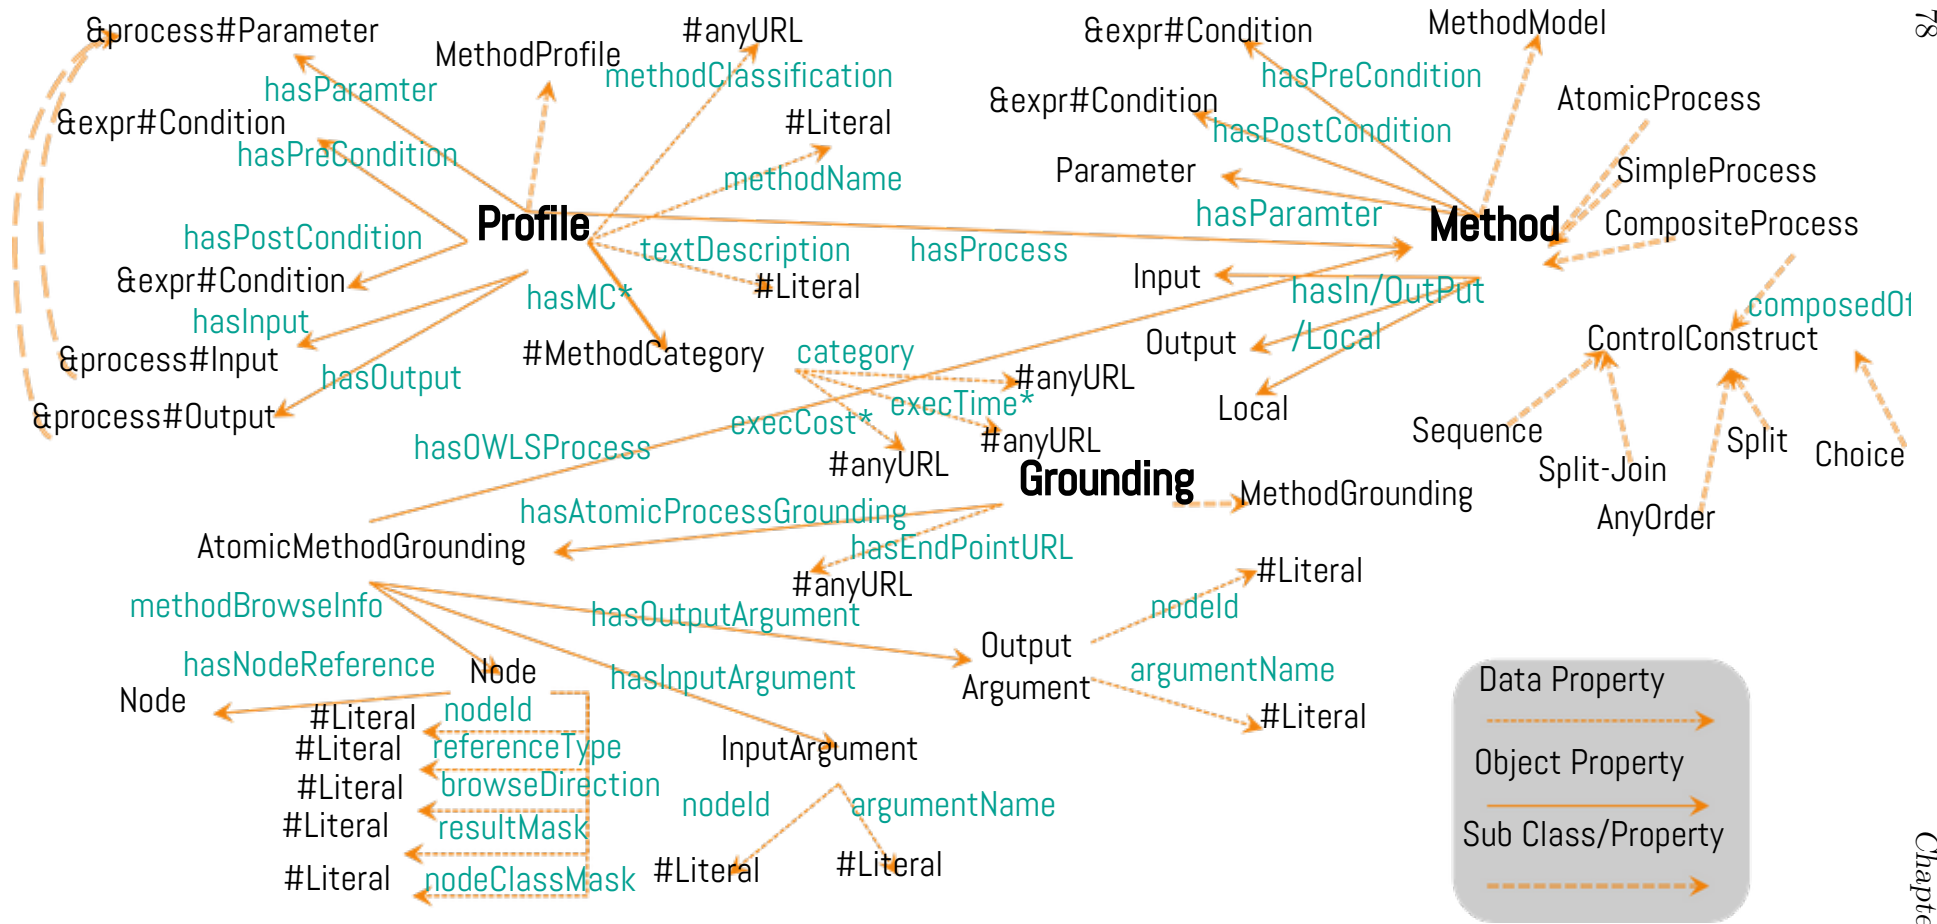 78
&process#Parameter
MethodProfile
#anyURL
&expr#Condition
MethodModel
hasParamter
methodClassification
hasPreCondition
AtomicProcess
&expr#Condition
#Literal
&expr#Condition
hasPostCondition
hasPreCondition
methodName
Parameter
SimpleProcess
Profile
hasParamter
Method
CompositeProcess
hasPostCondition
textDescription
hasProcess
&expr#Condition
#Literal
Input
hasIn/OutPut
/Local
composedOf
hasMC*
hasInput
Output
ControlConstruct
&process#Input
#MethodCategory
category
hasOutput
#anyURL
execTime*
Local
&process#Output
execCost*
hasOWLSProcess
#anyURL
#anyURL
Sequence
Split
Choice
Split-Join
AnyOrder
Grounding
MethodGrounding
hasAtomicProcessGrounding
AtomicMethodGrounding
hasEndPointURL
#anyURL
#Literal
methodBrowseInfo
hasOutputArgument
nodeId
Output
Argument
hasNodeReference
Node
hasInputArgument
argumentName
Node
#Literal
#Literal
nodeId
#Literal
referenceType
InputArgument
#Literal
browseDirection
nodeId
argumentName
#Literal
resultMask
#Literal
nodeClassMask
#Literal
#Literal
Data Property
Object Property
Sub Class/Property
Chapte